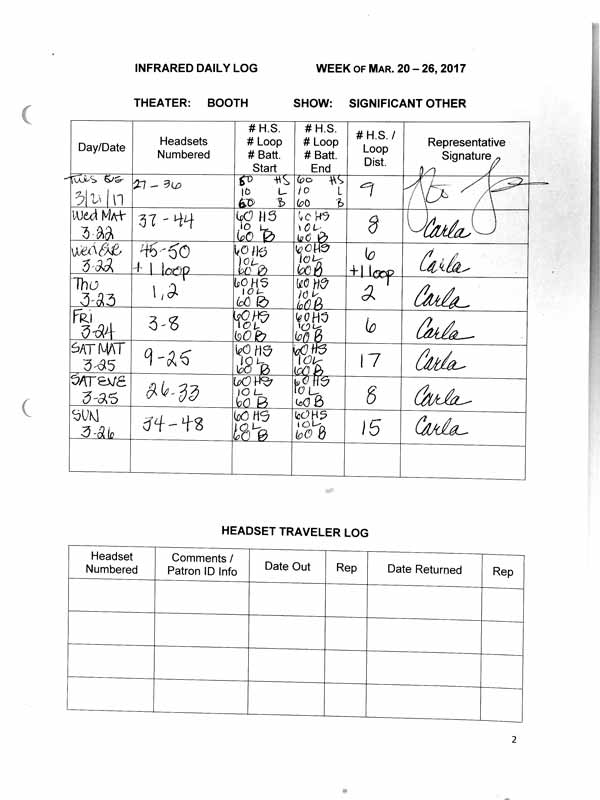 INFRARED DAILY LOG WEEK OF MAR. 20 – 26, 2017
THEATER: BOOTH SHOW: SIGNIFICANT OTHER
Day/Date Headsets Numbered # H.S. # Loop # Batt. Start # H.S. # Loop # Batt. End # H.S. / Loop Dist. Representative Signature
Tues 3/21/17 27-36 60 HS 10 L 60 B 60 HS 10 L 60 B 9
Wed MAT 3-22 37-44 60 HS 10 L 60 B 60 HS 10 L 60 B 8 Carla
Wed EVE 3-22 45-50 +1 loop 60 HS 10 L 60 B 60 HS 10 L 60 B 6 +1 loop Carla
THU 3-23 1,2 60 HS 10 L 60 B 60 HS 10 L 60 B 2 Carla
FRI 3-24 3-8 60 HS 10 L 60 B 60 HS 10 L 60 B 6 Carla
SAT MAT 3-25 9-25 60 HS 10 L 60 B 60 HS 10 L 60 B 17 Carla
SAT EVE 3-25 26-33 60 HS 10 L 60 B 60 HS 10 L 60 B 8 Carla
SUN 3-26 34-48 60 HS 10 L 60 B 60 HS 10 L 60 B 15 Carla
HEADSET TRAVELER LOG
Headset Numbered Comments / Patron ID Info Date Out Rep Date Returned Rep
2